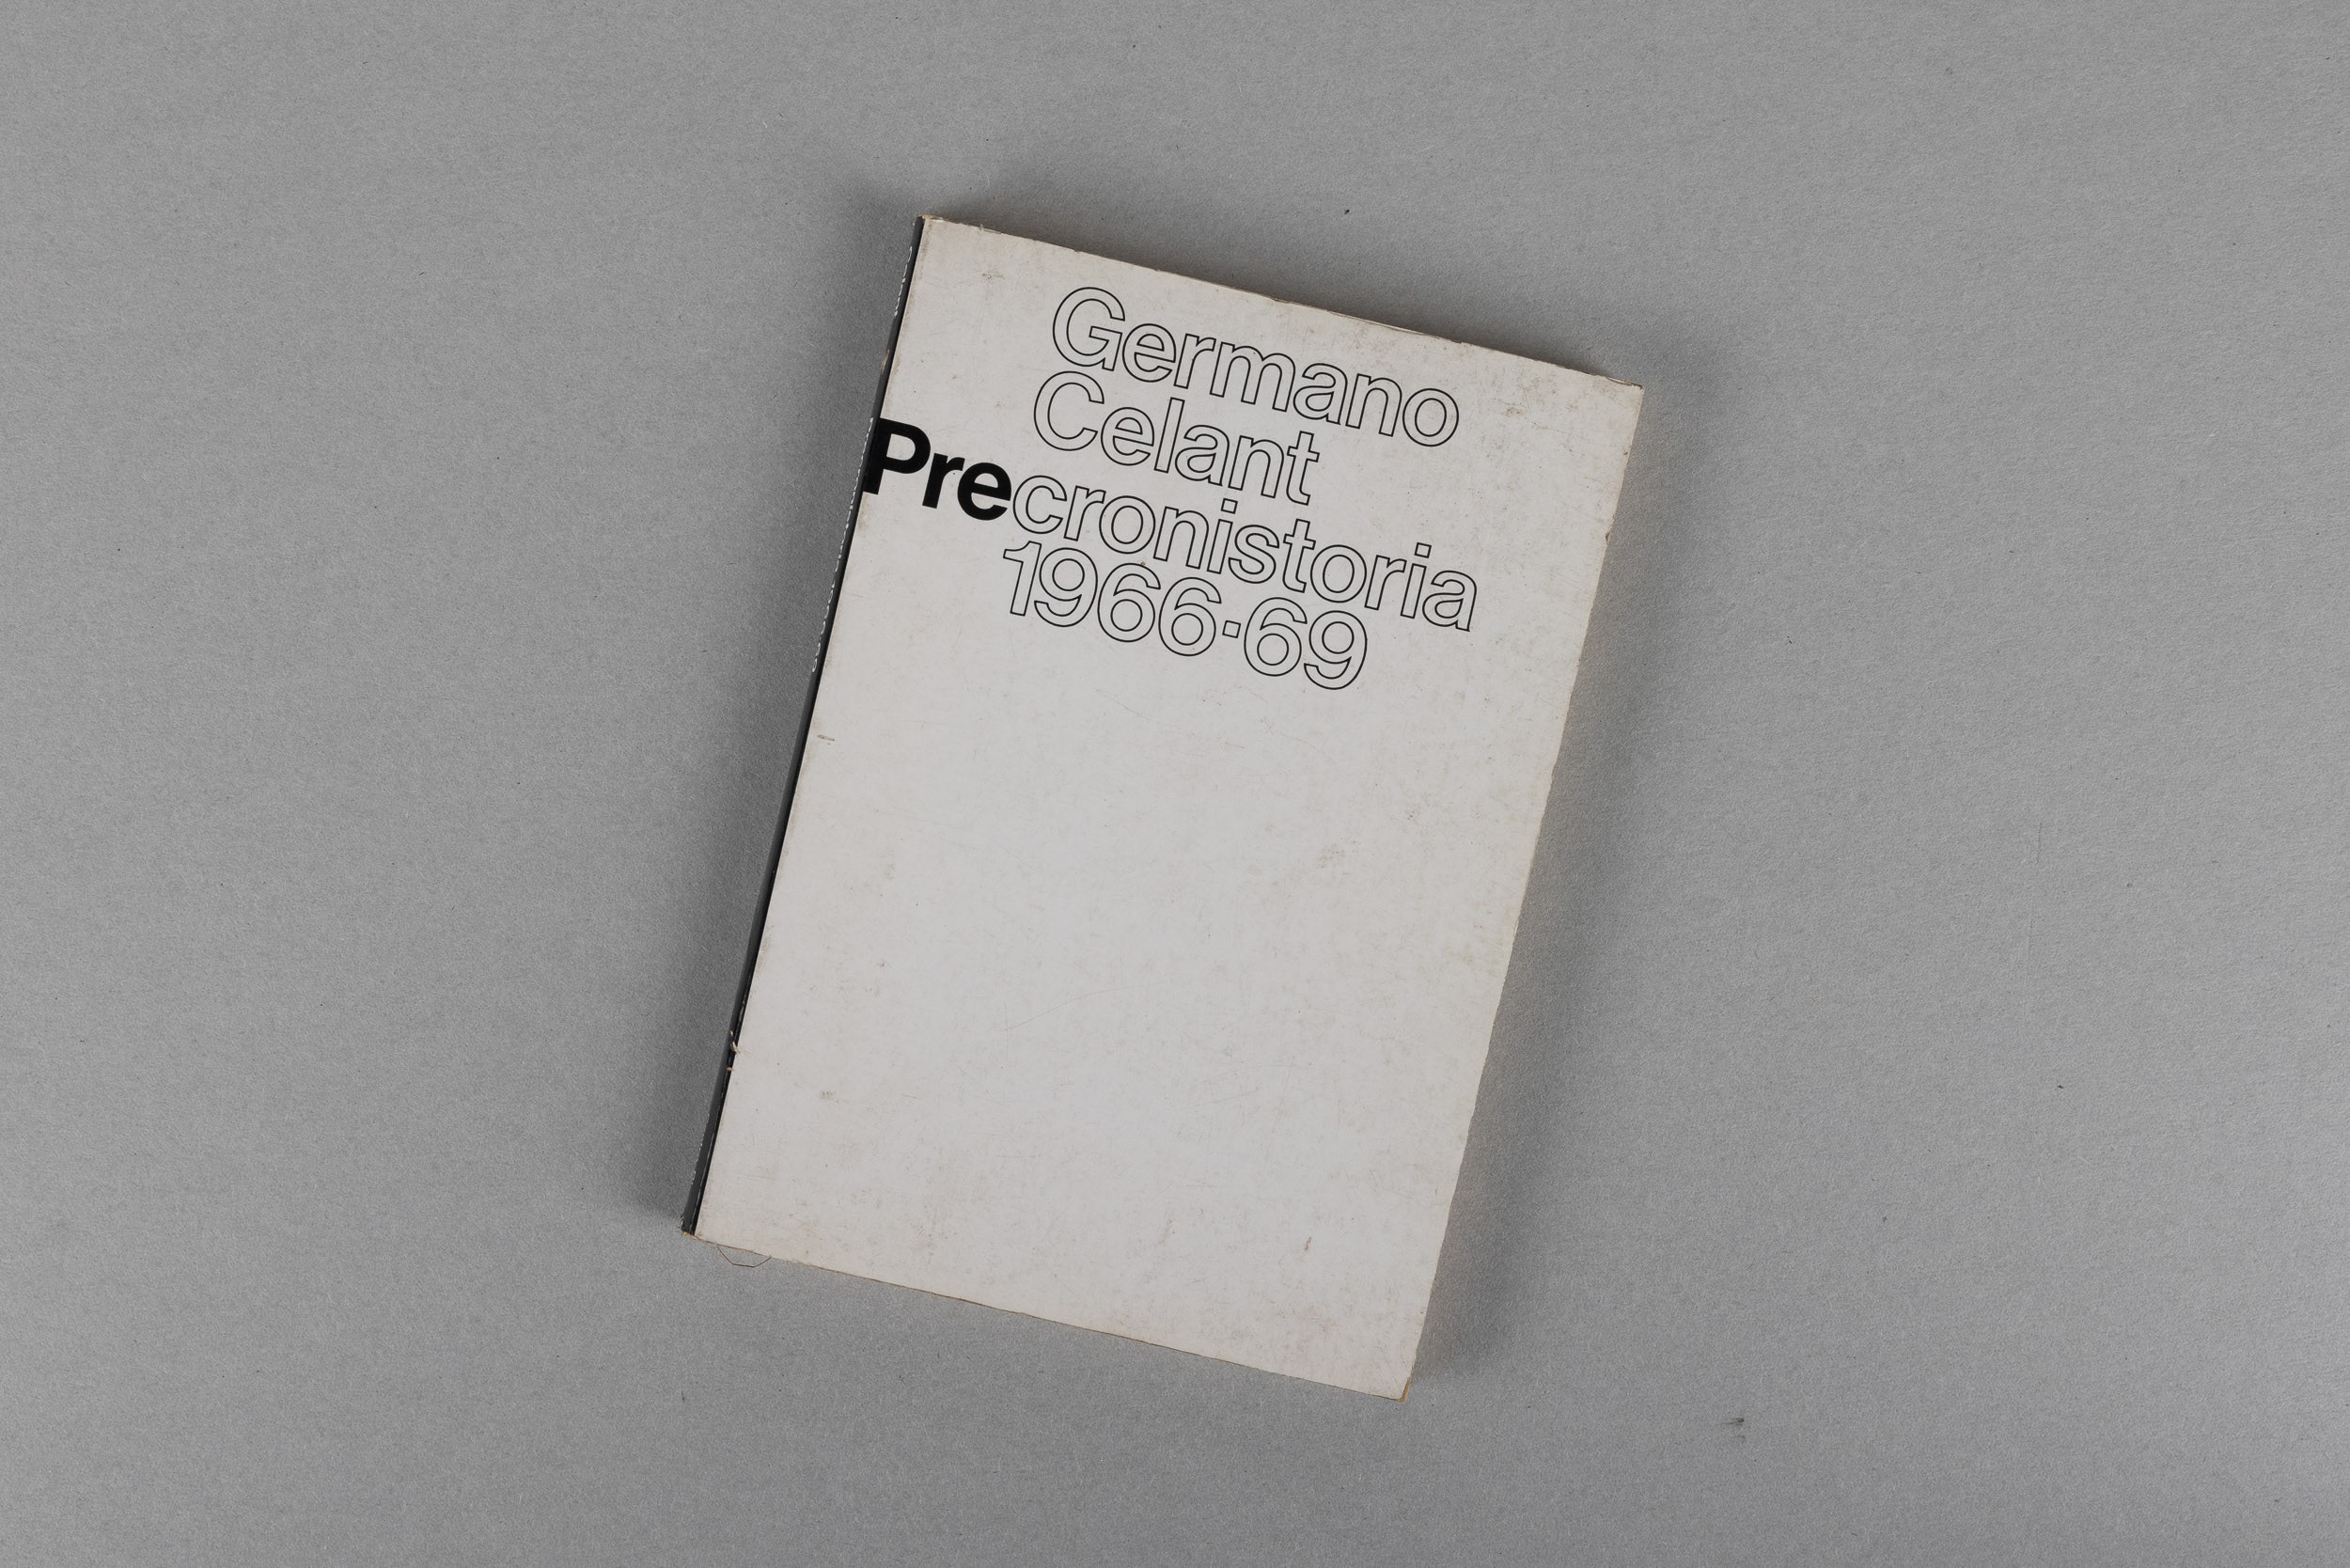 Germano
Celant
Precronistoria
1966·69